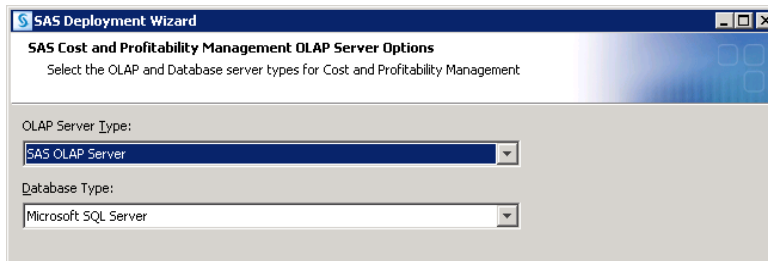 SAS Deployment Wizard
SAS Cost and Profitability Management OLAP Server Options
Select the OLAP and Database server types for Cost and Profitability Management
OLAP Server Type:
SAS OLAP Server
Database Type:
Microsoft SQL Server